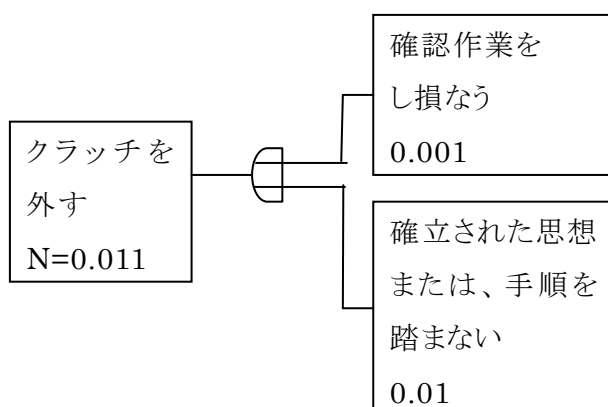 クラッチを
外す
N=0.011
確認作業を
し損なう
0.001
確立された思想
または、手順を
踏まない
0.01